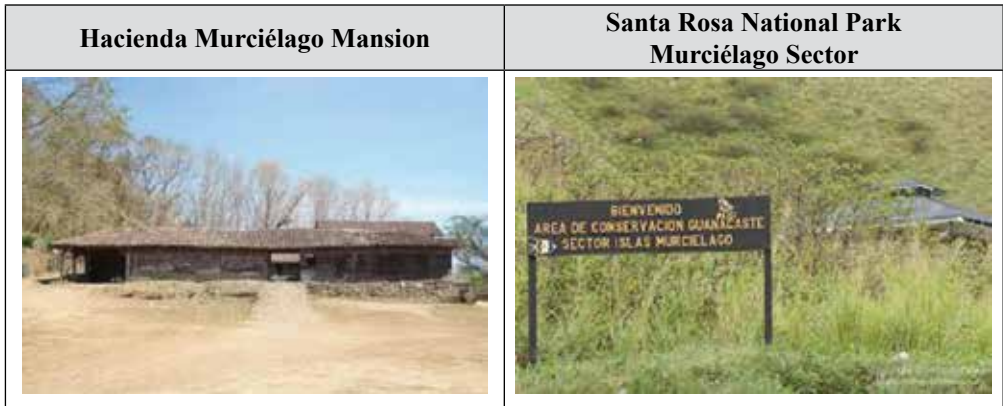 Hacienda Murciélago Mansion
Santa Rosa National Park
Murciélago Sector
BIENVENIDO
AREA DE CONSERVACION GUANACASTE
SECTOR ISLAS MURCIELAGO